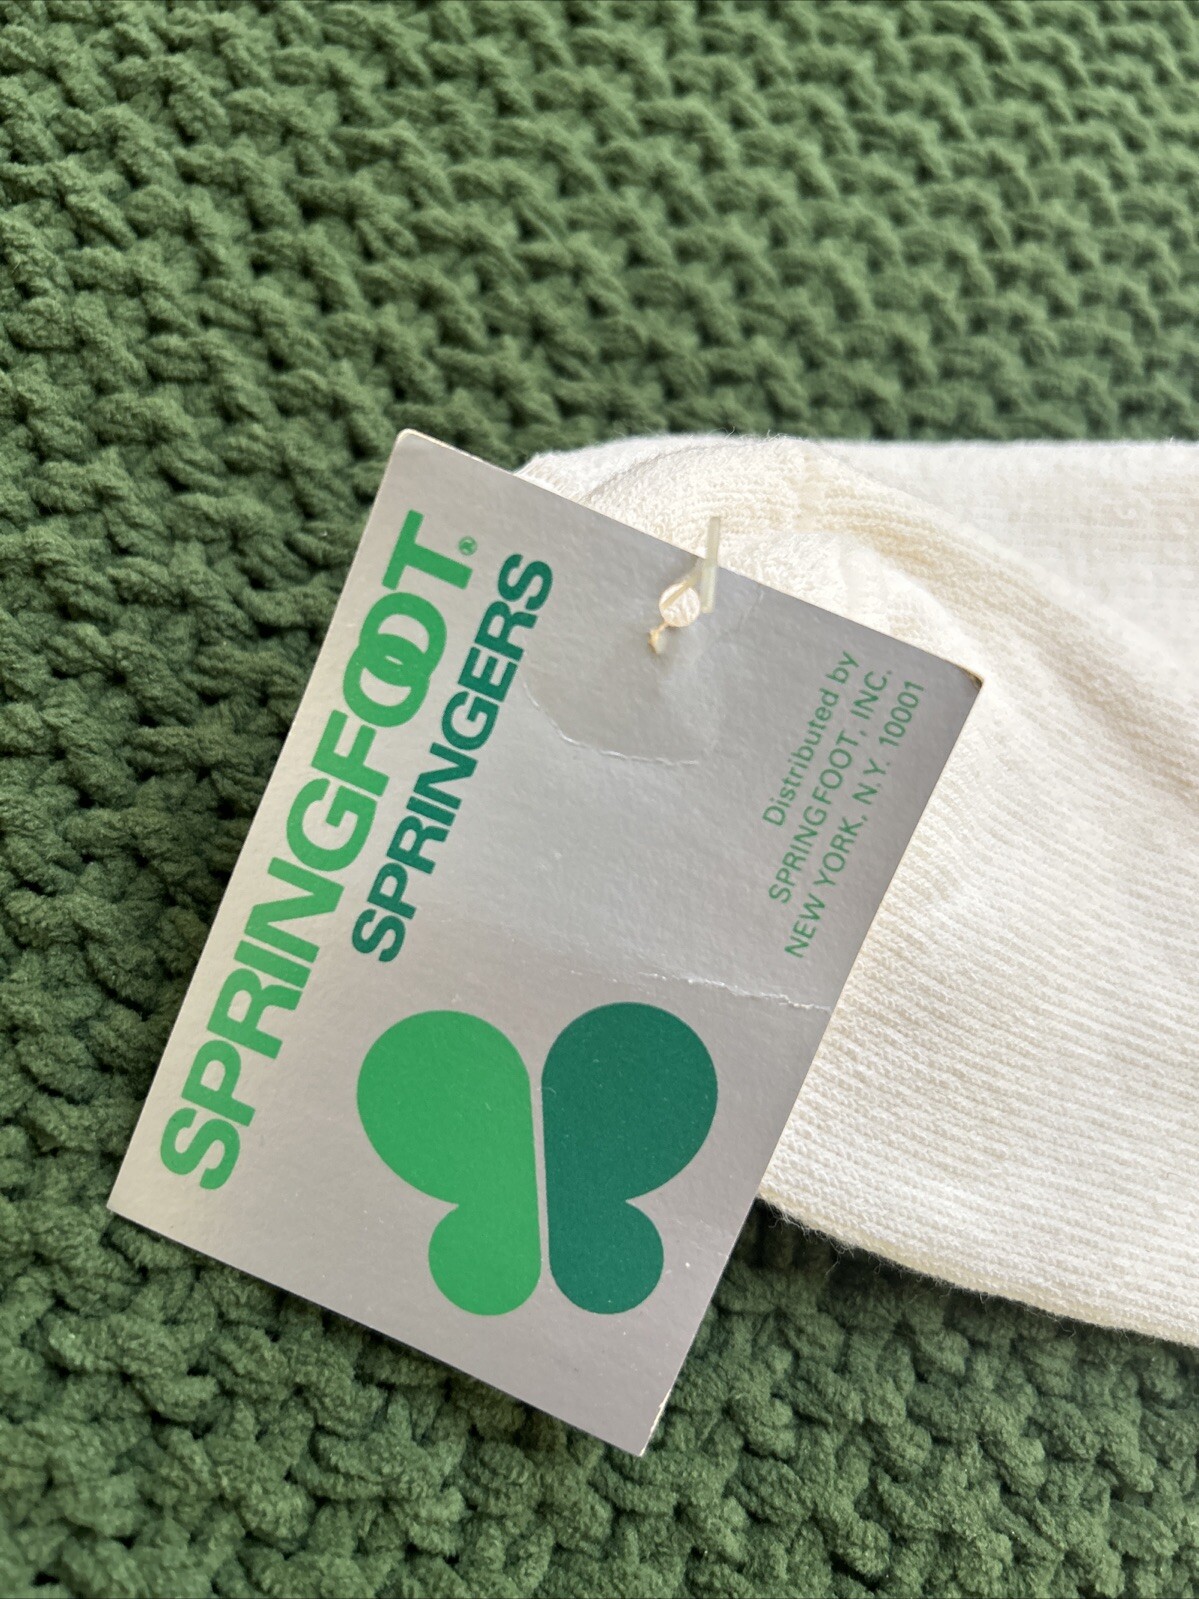 SPRINGFOOT®
SPRINGERS
Distributed by
SPRINGFOOT, INC.
NEW YORK, N.Y. 10001